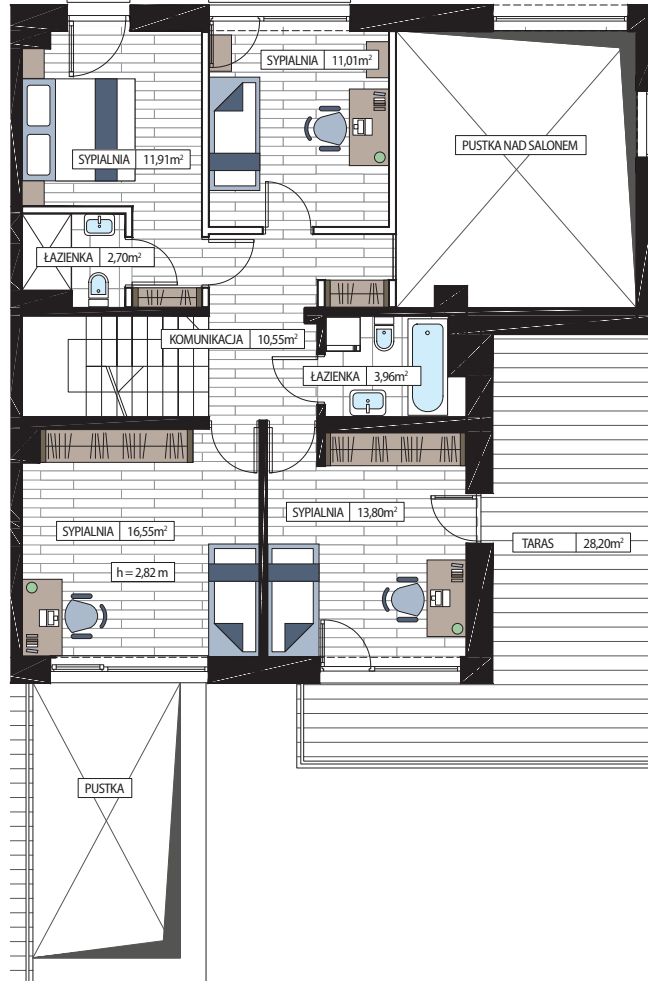 SYPIALNIA 11,01m²
PUSTKA NAD SALONEM
SYPIALNIA 11,91m²
ŁAZIENKA 2,70m²
KOMUNIKACJA 10,55m²
ŁAZIENKA 3,96m²
SYPIALNIA 13,80m²
SYPIALNIA 16,55m²
TARAS 28,20m²
h = 2,82 m
PUSTKA